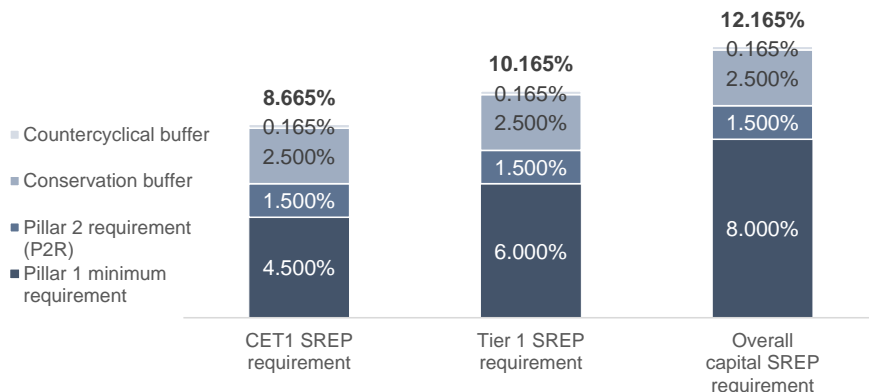 12.165%
0.165%
2.500%
1.500%
8.000%
10.165%
0.165%
2.500%
1.500%
6.000%
8.665%
0.165%
2.500%
1.500%
4.500%
Countercyclical buffer
Conservation buffer
Pillar 2 requirement
(P2R)
Pillar 1 minimum
requirement
CET1 SREP
requirement
Tier 1 SREP
requirement
Overall
capital SREP
requirement